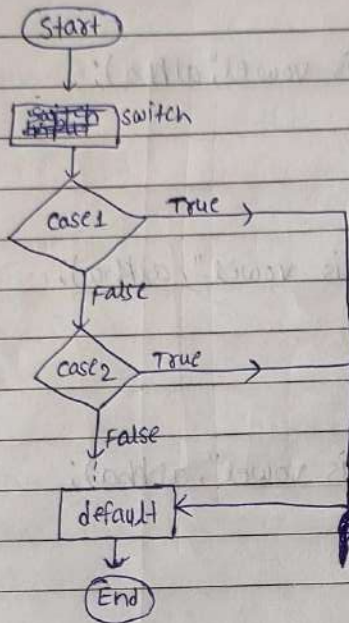 Start
switch
case1
True
False
case2
True
False
default
End